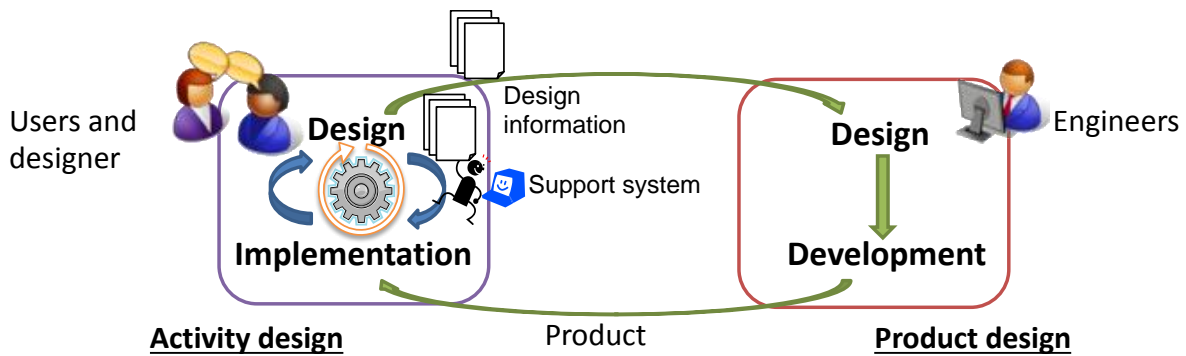 Users and
designer
Design
Design
information
Support system
Implementation
Activity design
Product
Design
Engineers
Development
Product design